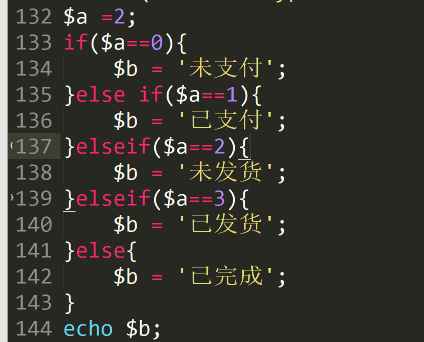 132 $a =2;
133 if($a==0){
134     $b = '未支付';
135 }else if($a==1){
136     $b = '已支付';
137 }elseif($a==2){
138     $b = '未发货';
139 }elseif($a==3){
140     $b = '已发货';
141 }else{
142     $b = '已完成';
143 }
144 echo $b;